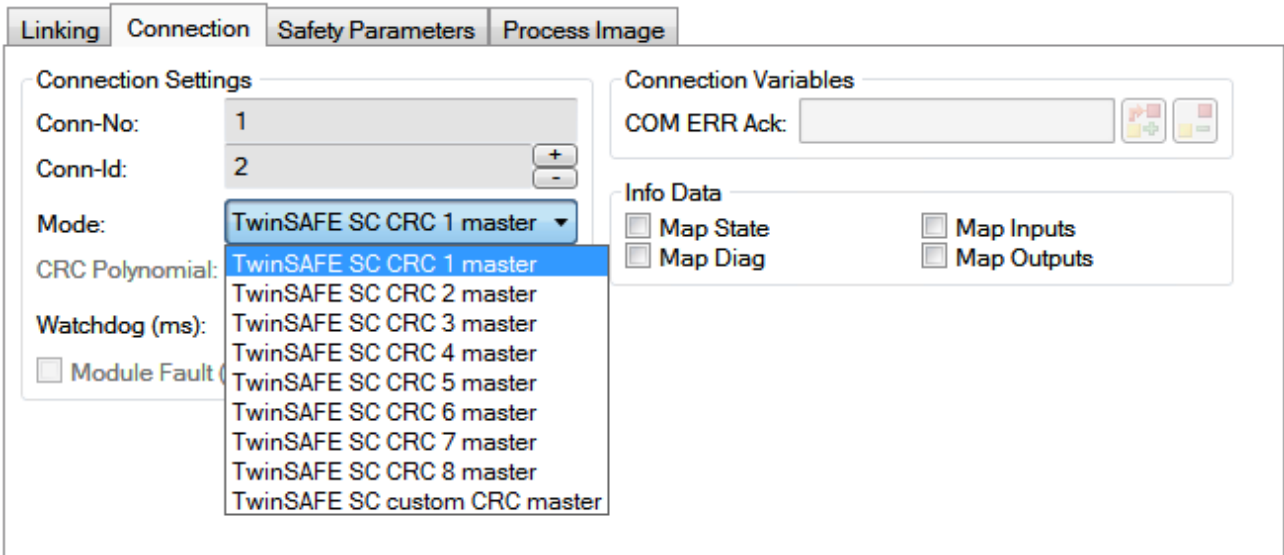 Linking Connection Safety Parameters Process Image
Connection Settings
Conn-No: 1
Conn-Id: 2
+
-
Mode: TwinSAFE SC CRC 1 master
CRC Polynomial:
Watchdog (ms):
Module Fault (
TwinSAFE SC CRC 1 master
TwinSAFE SC CRC 2 master
TwinSAFE SC CRC 3 master
TwinSAFE SC CRC 4 master
TwinSAFE SC CRC 5 master
TwinSAFE SC CRC 6 master
TwinSAFE SC CRC 7 master
TwinSAFE SC CRC 8 master
TwinSAFE SC custom CRC master
Connection Variables
COM ERR Ack:
Info Data
Map State Map Inputs
Map Diag Map Outputs